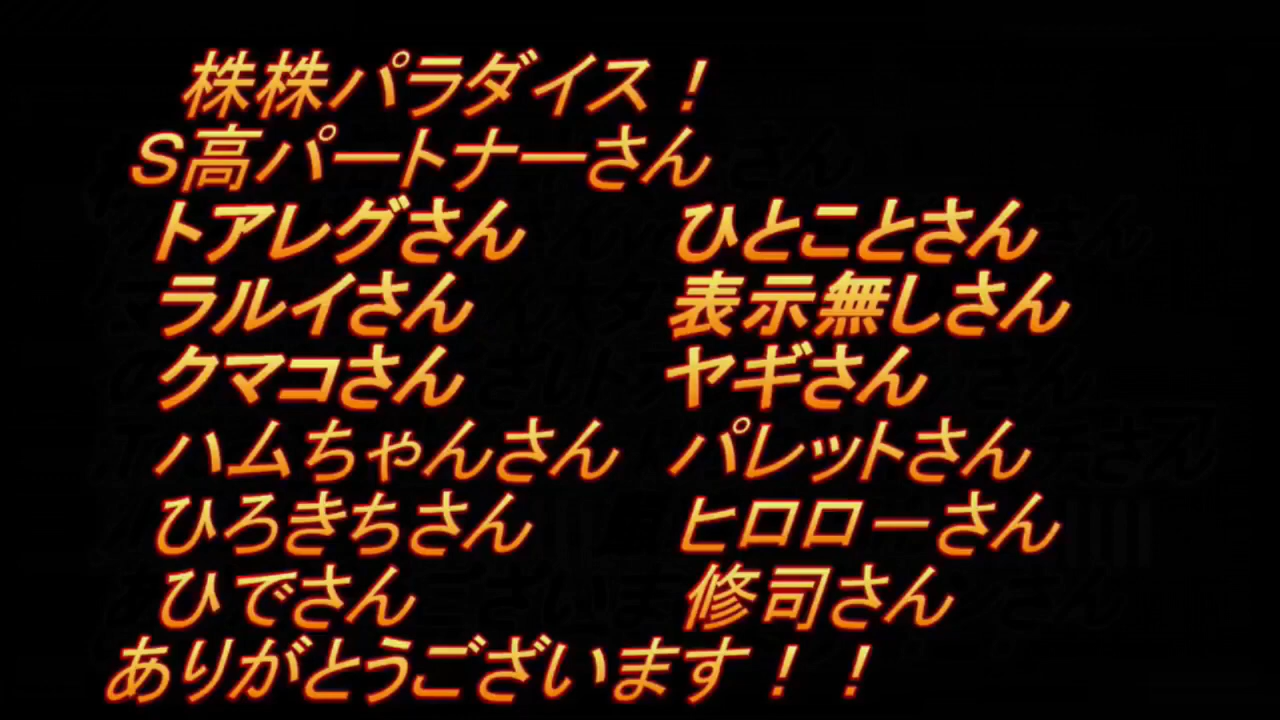 株株パラダイス！
Ｓ高パートナーさん
トアレグさん　ひとことさん
ラルイさん　表示無しさん
クマコさん　ヤギさん
ハムちゃんさん　パレットさん
ひろきちさん　ヒロローさん
ひでさん　修司さん
ありがとうございます！！